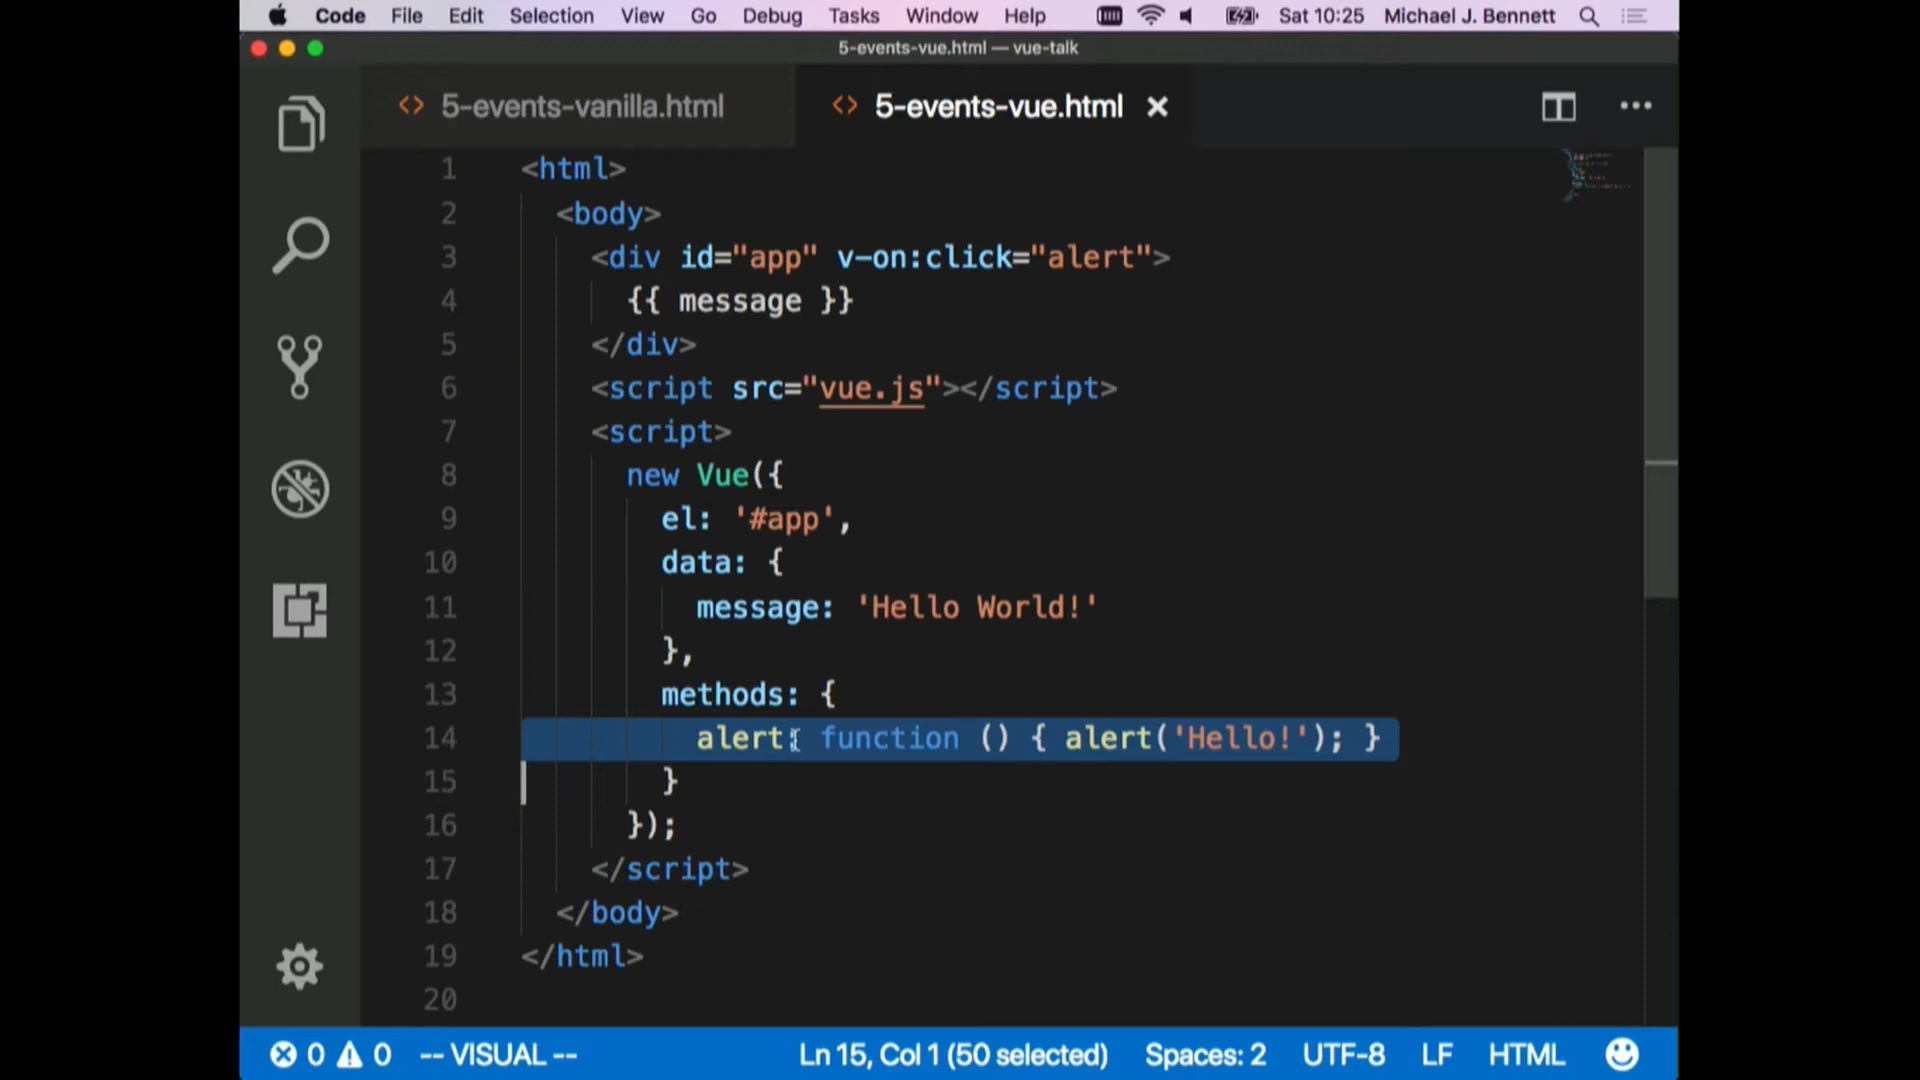 Code File Edit Selection View Go Debug Tasks Window Help Sat 10:25 Michael J. Bennett
5-events-vue.html — vue-talk
<> 5-events-vanilla.html <> 5-events-vue.html ×
1 <html>
2 <body>
3 <div id="app" v-on:click="alert">
4 {{ message }}
5 </div>
6 <script src="vue.js"></script>
7 <script>
8 new Vue({
9 el: '#app',
10 data: {
11 message: 'Hello World!'
12 },
13 methods: {
14 alert: function () { alert('Hello!'); }
15 }
16 });
17 </script>
18 </body>
19 </html>
20
0 0 -- VISUAL -- Ln 15, Col 1 (50 selected) Spaces: 2 UTF-8 LF HTML